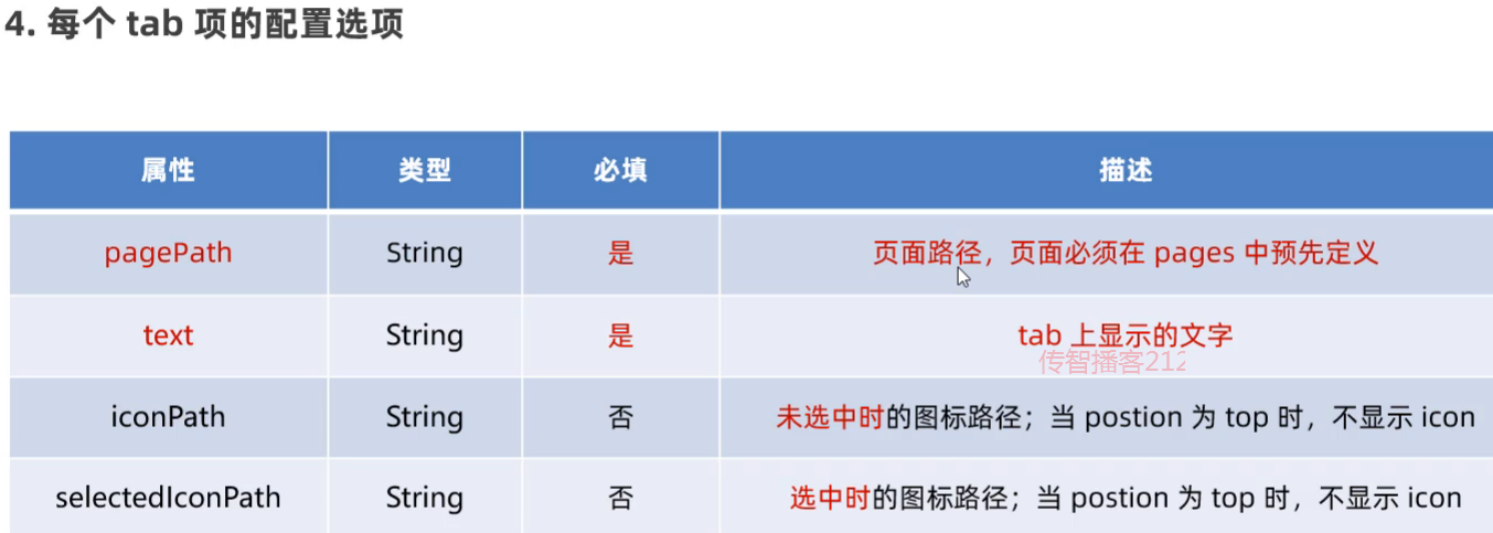 4. 每个 tab 项的配置选项
属性 类型 必填 描述
pagePath String 是 页面路径，页面必须在 pages 中预先定义
text String 是 tab 上显示的文字
传智播客212
iconPath String 否 未选中时的图标路径；当 postion 为 top 时，不显示 icon
selectedIconPath String 否 选中时的图标路径；当 postion 为 top 时，不显示 icon